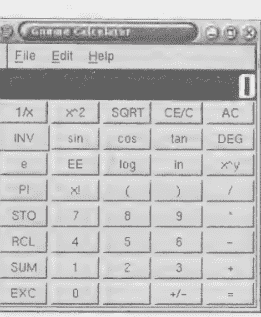 Gnome Calculator
File Edit Help
0
1/x x^2 SQRT CE/C AC
INV sin cos tan DEG
e EE log ln x^y
PI x! ( ) /
STO 7 8 9 *
RCL 4 5 6 -
SUM 1 2 3 +
EXC 0 . +/- =